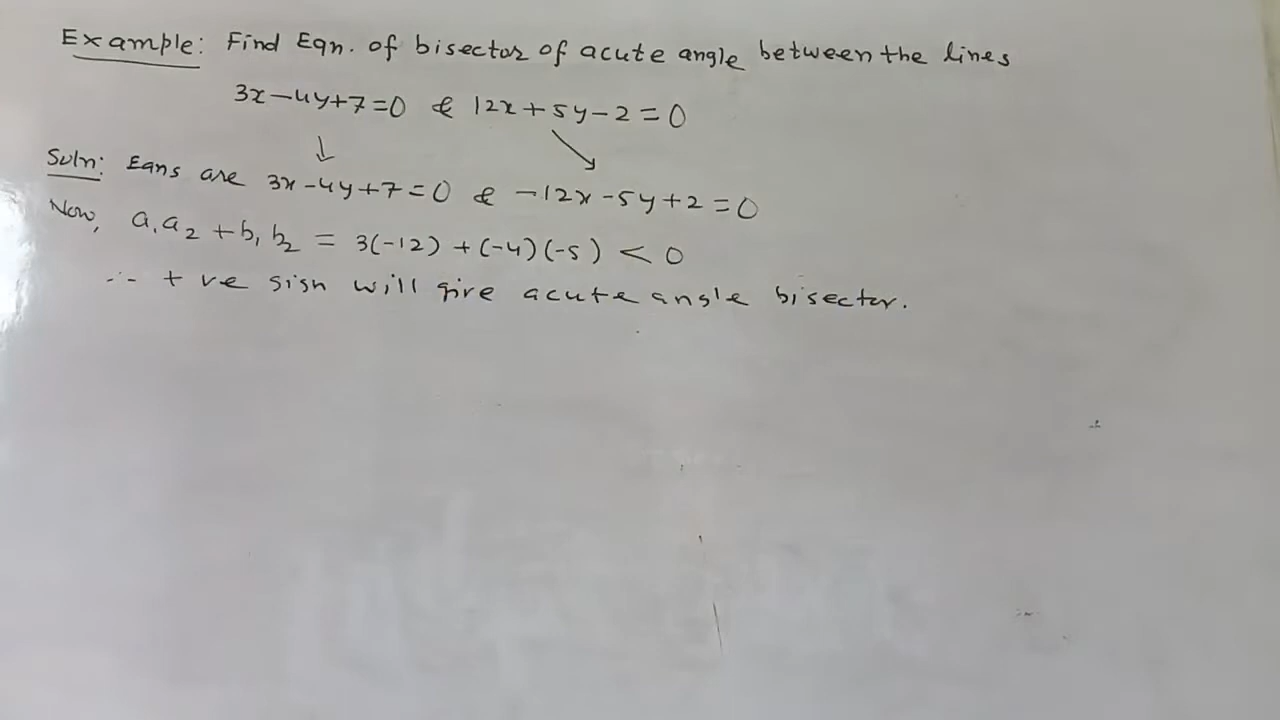 Example: Find Eqn. of bisector of acute angle between the lines
3x-4y+7=0 & 12x+5y-2=0
Soln: Eqns are 3x-4y+7=0 & -12x-5y+2=0
Now, a₁a₂+b₁b₂ = 3(-12)+(-4)(-5) < 0
∴ +ve sign will give acute angle bisector.